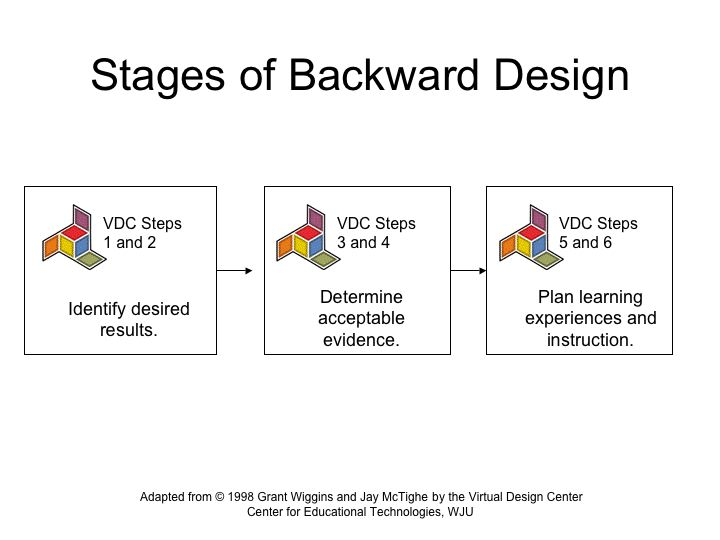 Stages of Backward Design
VDC Steps
1 and 2
Identify desired
results.
VDC Steps
3 and 4
Determine
acceptable
evidence.
VDC Steps
5 and 6
Plan learning
experiences and
instruction.
Adapted from © 1998 Grant Wiggins and Jay McTighe by the Virtual Design Center
Center for Educational Technologies, WJU